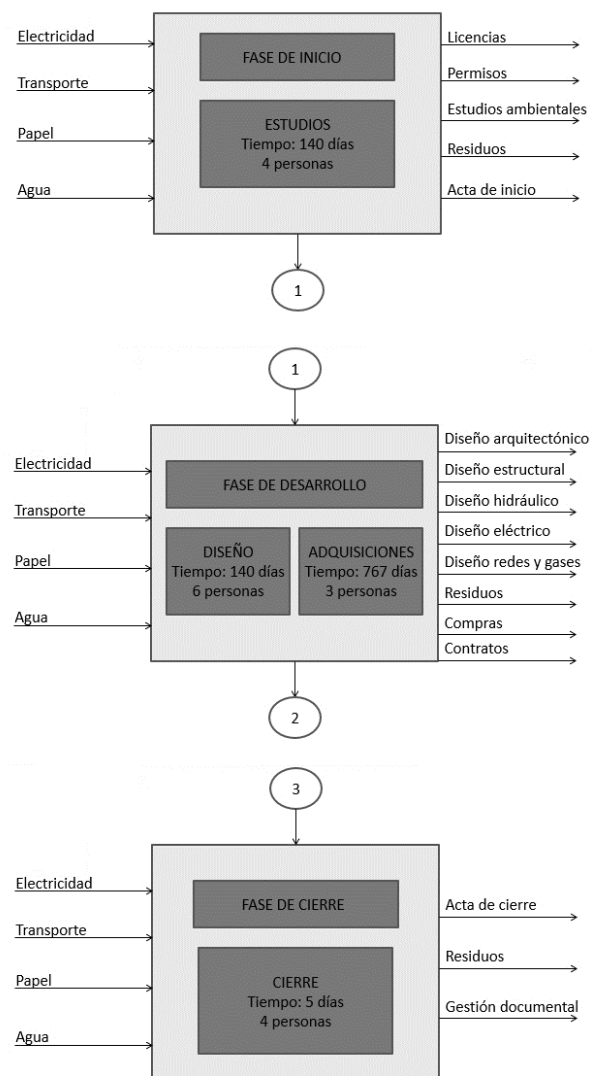 Electricidad
Transporte
Papel
Agua
FASE DE INICIO
ESTUDIOS
Tiempo: 140 días
4 personas
Licencias
Permisos
Estudios ambientales
Residuos
Acta de inicio
1
1
Electricidad
Transporte
Papel
Agua
FASE DE DESARROLLO
DISEÑO
Tiempo: 140 días
6 personas
ADQUISICIONES
Tiempo: 767 días
3 personas
Diseño arquitectónico
Diseño estructural
Diseño hidráulico
Diseño eléctrico
Diseño redes y gases
Residuos
Compras
Contratos
2
3
Electricidad
Transporte
Papel
Agua
FASE DE CIERRE
CIERRE
Tiempo: 5 días
4 personas
Acta de cierre
Residuos
Gestión documental